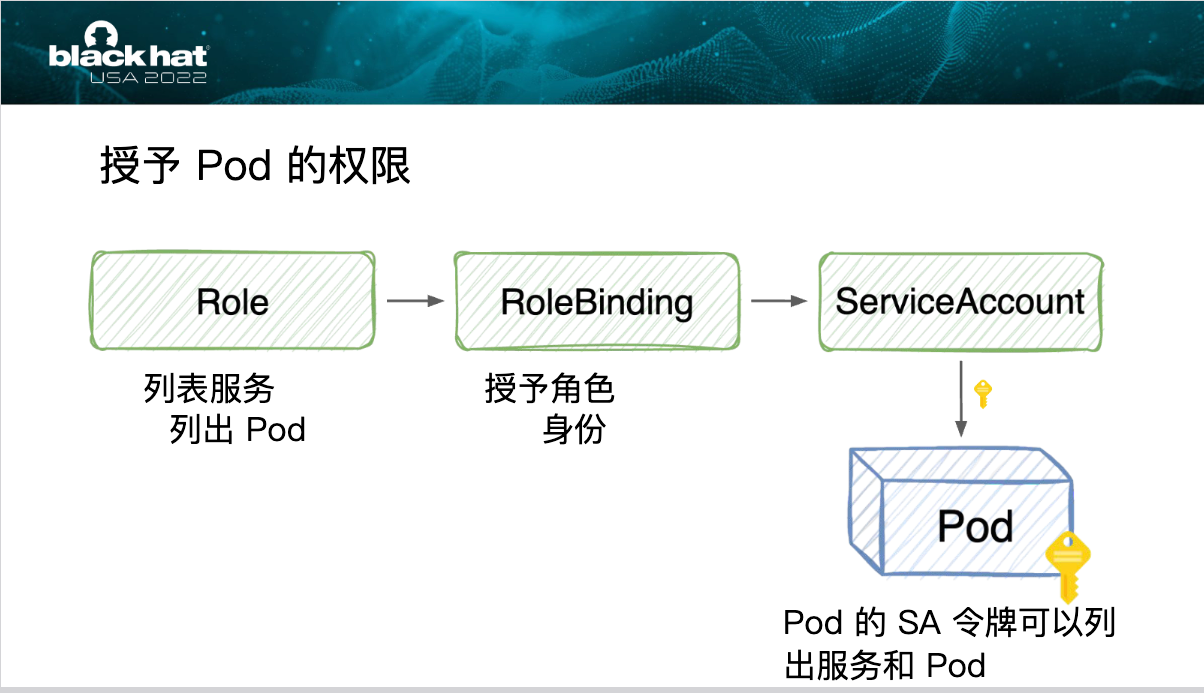 black hat
USA 2022
授予 Pod 的权限
Role
RoleBinding
ServiceAccount
列表服务
列出 Pod
授予角色
身份
Pod
Pod 的 SA 令牌可以列
出服务和 Pod